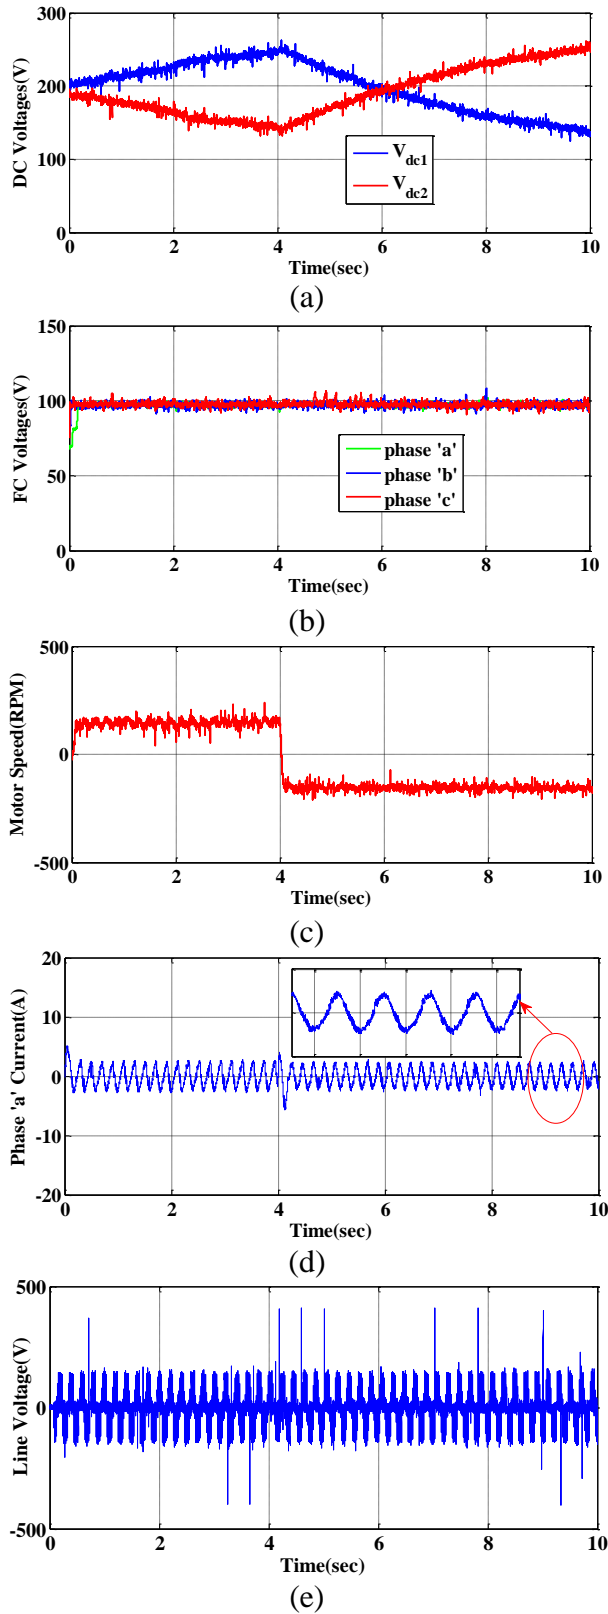 300
200
100
0
DC Voltages(V)
V_dc1
V_dc2
0 2 4 6 8 10
Time(sec)
(a)
150
100
50
0
FC Voltages(V)
phase 'a'
phase 'b'
phase 'c'
0 2 4 6 8 10
Time(sec)
(b)
500
0
-500
Motor Speed(RPM)
0 2 4 6 8 10
Time(sec)
(c)
20
10
0
-10
-20
Phase 'a' Current(A)
0 2 4 6 8 10
Time(sec)
(d)
500
0
-500
Line Voltage(V)
0 2 4 6 8 10
Time(sec)
(e)